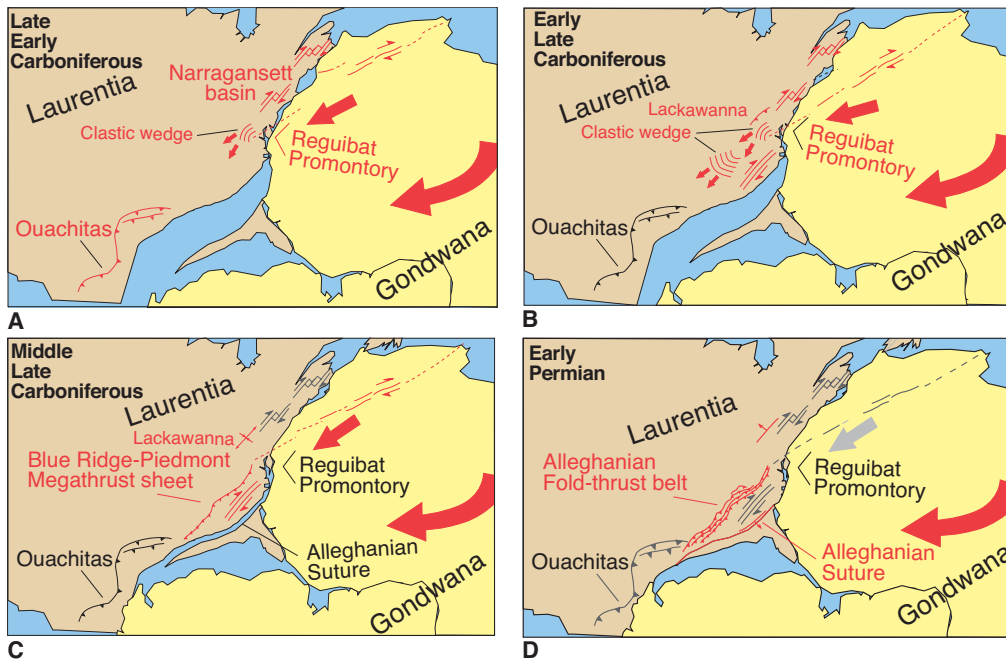 Late
Early
Carboniferous
Laurentia
Narragansett
basin
Clastic wedge
Reguibat
Promontory
Ouachitas
Gondwana
A
Early
Late
Carboniferous
Laurentia
Lackawanna
Clastic wedge
Reguibat
Promontory
Ouachitas
Gondwana
B
Middle
Late
Carboniferous
Laurentia
Lackawanna
Blue Ridge-Piedmont
Megathrust sheet
Reguibat
Promontory
Ouachitas
Alleghanian
Suture
Gondwana
C
Early
Permian
Laurentia
Alleghanian
Fold-thrust belt
Reguibat
Promontory
Ouachitas
Alleghanian
Suture
Gondwana
D